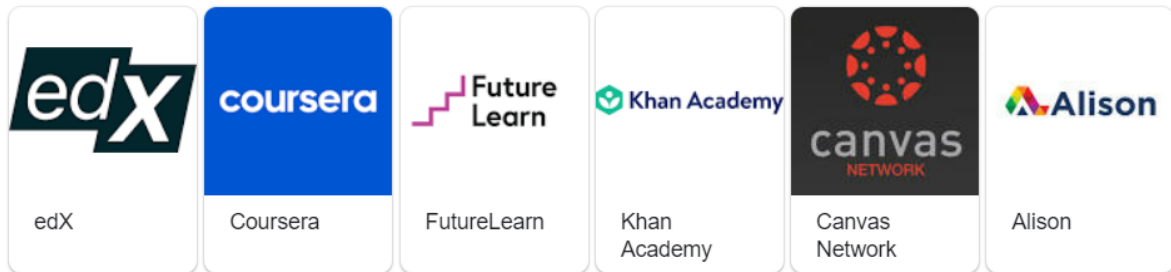 edX
coursera
Future
Learn
Khan Academy
canvas
NETWORK
Alison
edX
Coursera
FutureLearn
Khan
Academy
Canvas
Network
Alison